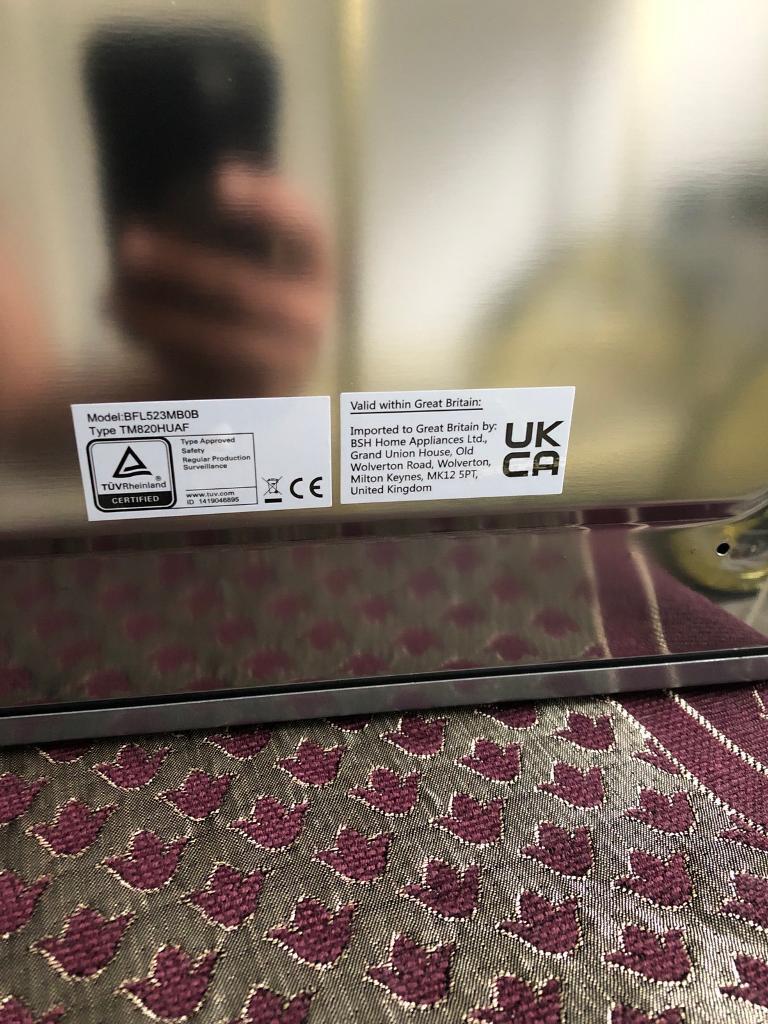 Model:BFL523MB0B
Type TM820HUAF
TÜVRheinland®
CERTIFIED
Type Approved
Safety
Regular Production
Surveillance
www.tuv.com
ID 1419046895
CE
Valid within Great Britain:
Imported to Great Britain by:
BSH Home Appliances Ltd.,
Grand Union House, Old
Wolverton Road, Wolverton,
Milton Keynes, MK12 5PT,
United Kingdom
UK
CA